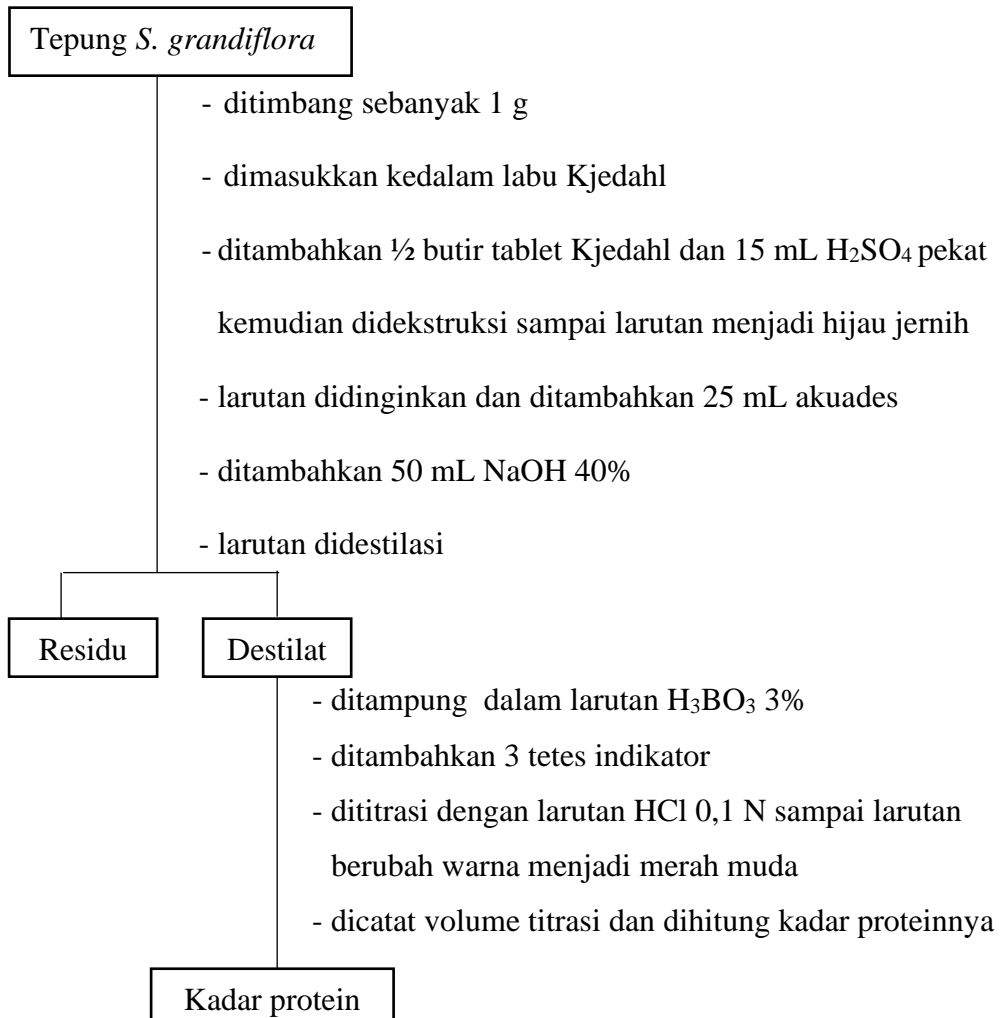 Tepung S. grandiflora
- ditimbang sebanyak 1 g
- dimasukkan kedalam labu Kjedahl
- ditambahkan ½ butir tablet Kjedahl dan 15 mL H₂SO₄ pekat
kemudian didekstruksi sampai larutan menjadi hijau jernih
- larutan didinginkan dan ditambahkan 25 mL akuades
- ditambahkan 50 mL NaOH 40%
- larutan didestilasi
Residu
Destilat
- ditampung dalam larutan H₃BO₃ 3%
- ditambahkan 3 tetes indikator
- dititrasi dengan larutan HCl 0,1 N sampai larutan
berubah warna menjadi merah muda
- dicatat volume titrasi dan dihitung kadar proteinnya
Kadar protein